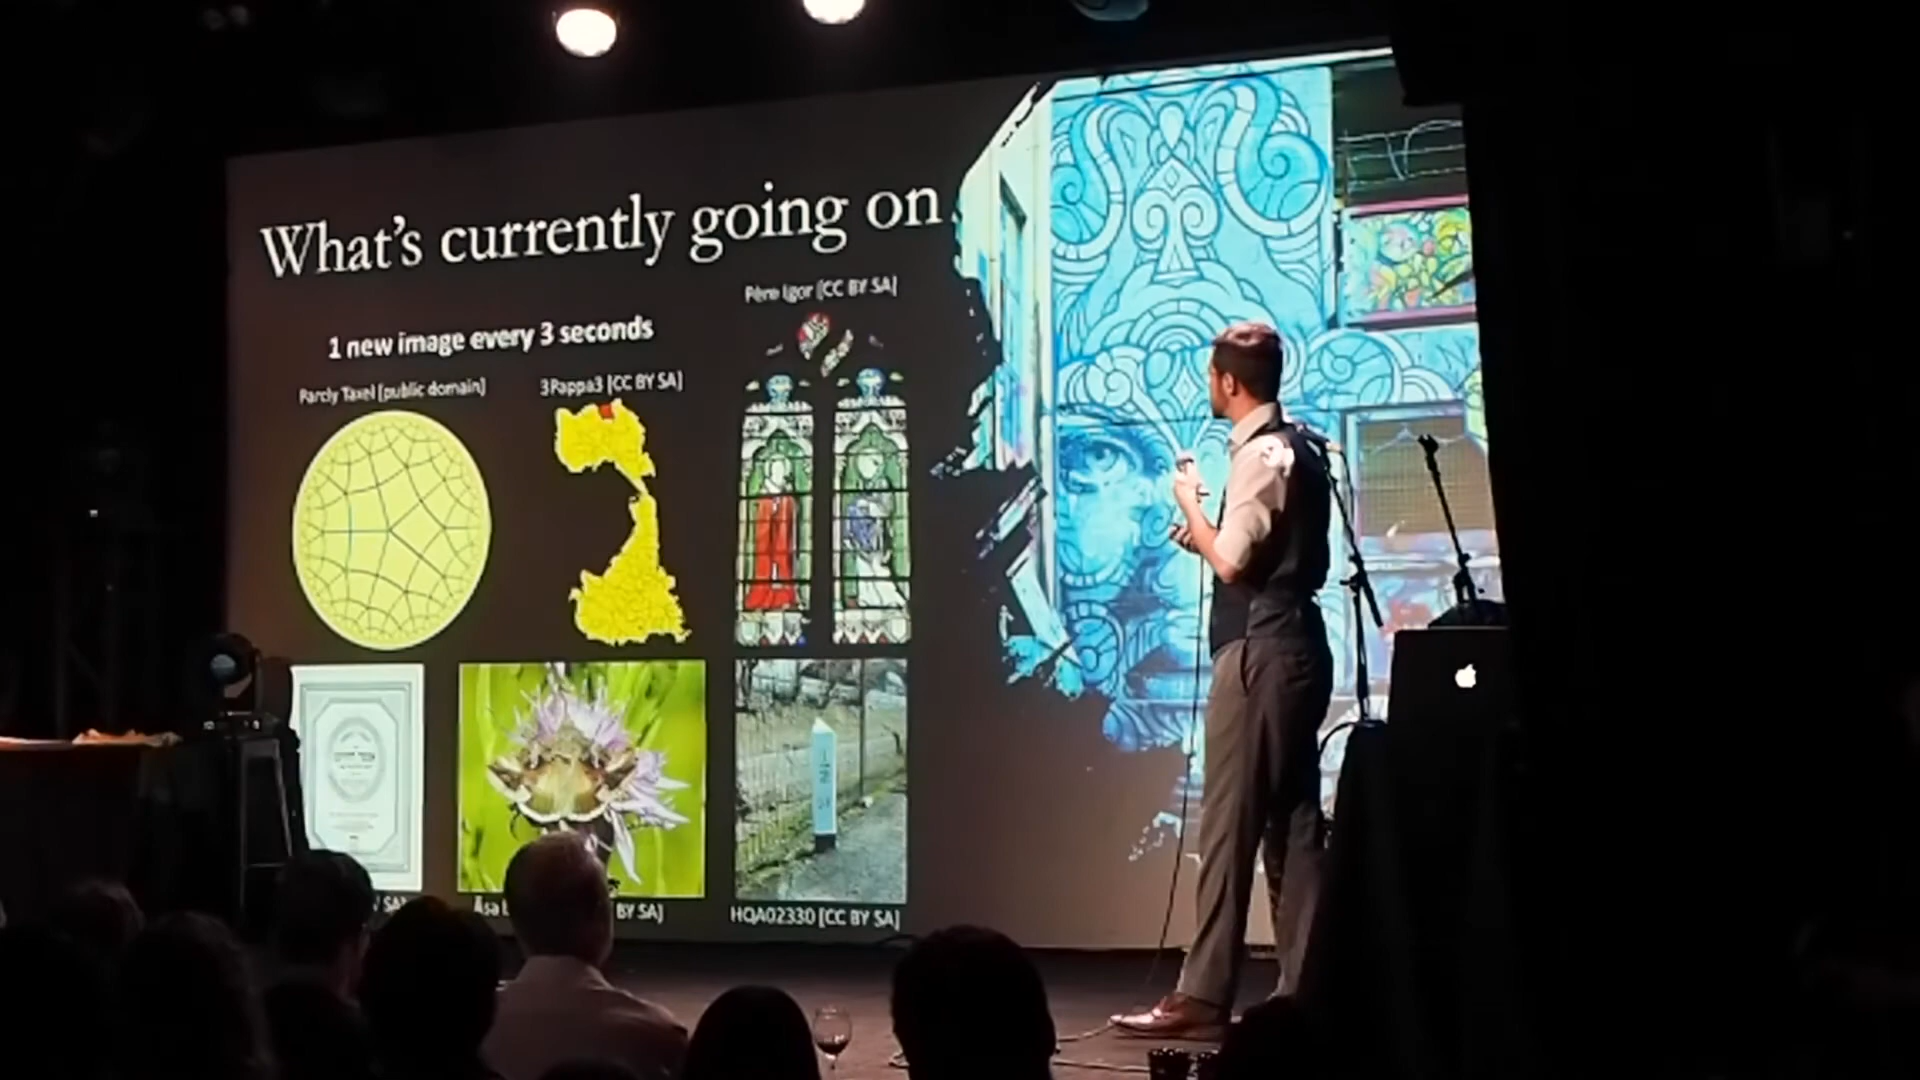 What's currently going on
Père Igor [CC BY SA]
1 new image every 3 seconds
Parcly Taxel [public domain]
3Pappa3 [CC BY SA]
SA]
Åsa
BY SA]
HQA02330 [CC BY SA]